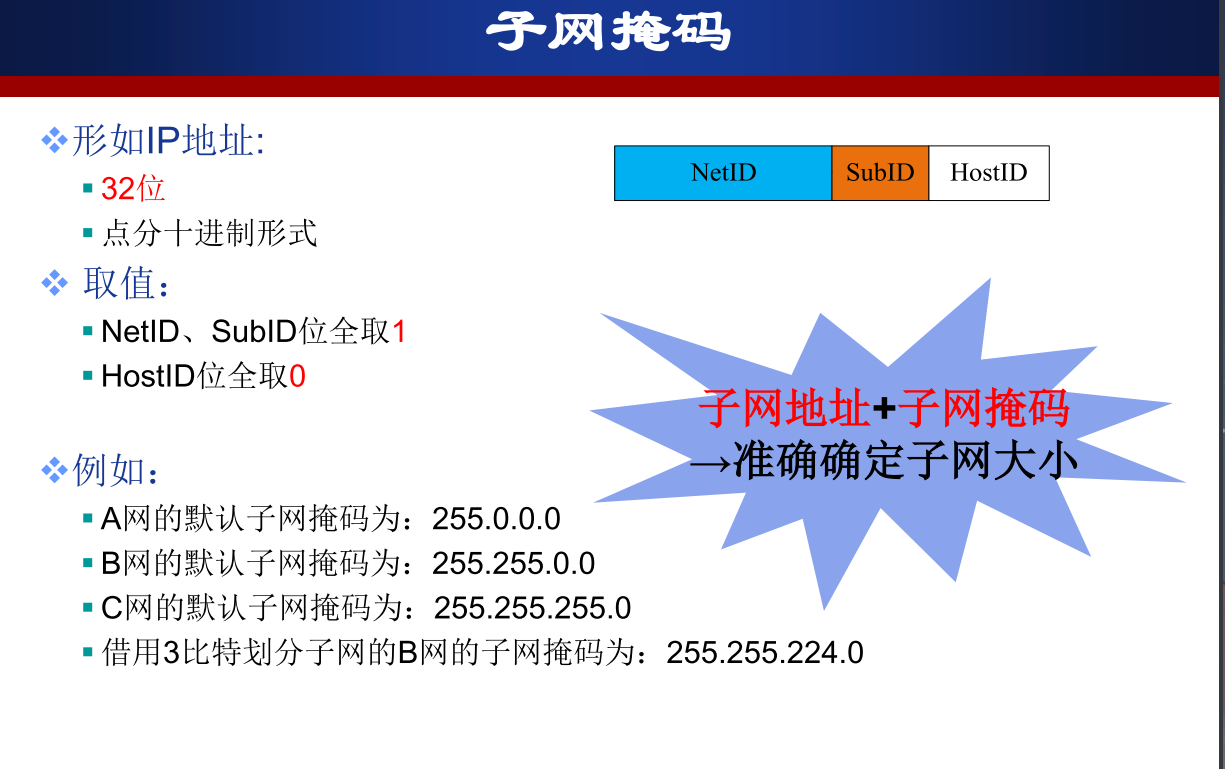 子网掩码
形如IP地址:
32位
点分十进制形式
取值：
NetID、SubID位全取1
HostID位全取0
例如：
A网的默认子网掩码为：255.0.0.0
B网的默认子网掩码为：255.255.0.0
C网的默认子网掩码为：255.255.255.0
借用3比特划分子网的B网的子网掩码为：255.255.224.0
NetID SubID HostID
子网地址+子网掩码
→准确确定子网大小